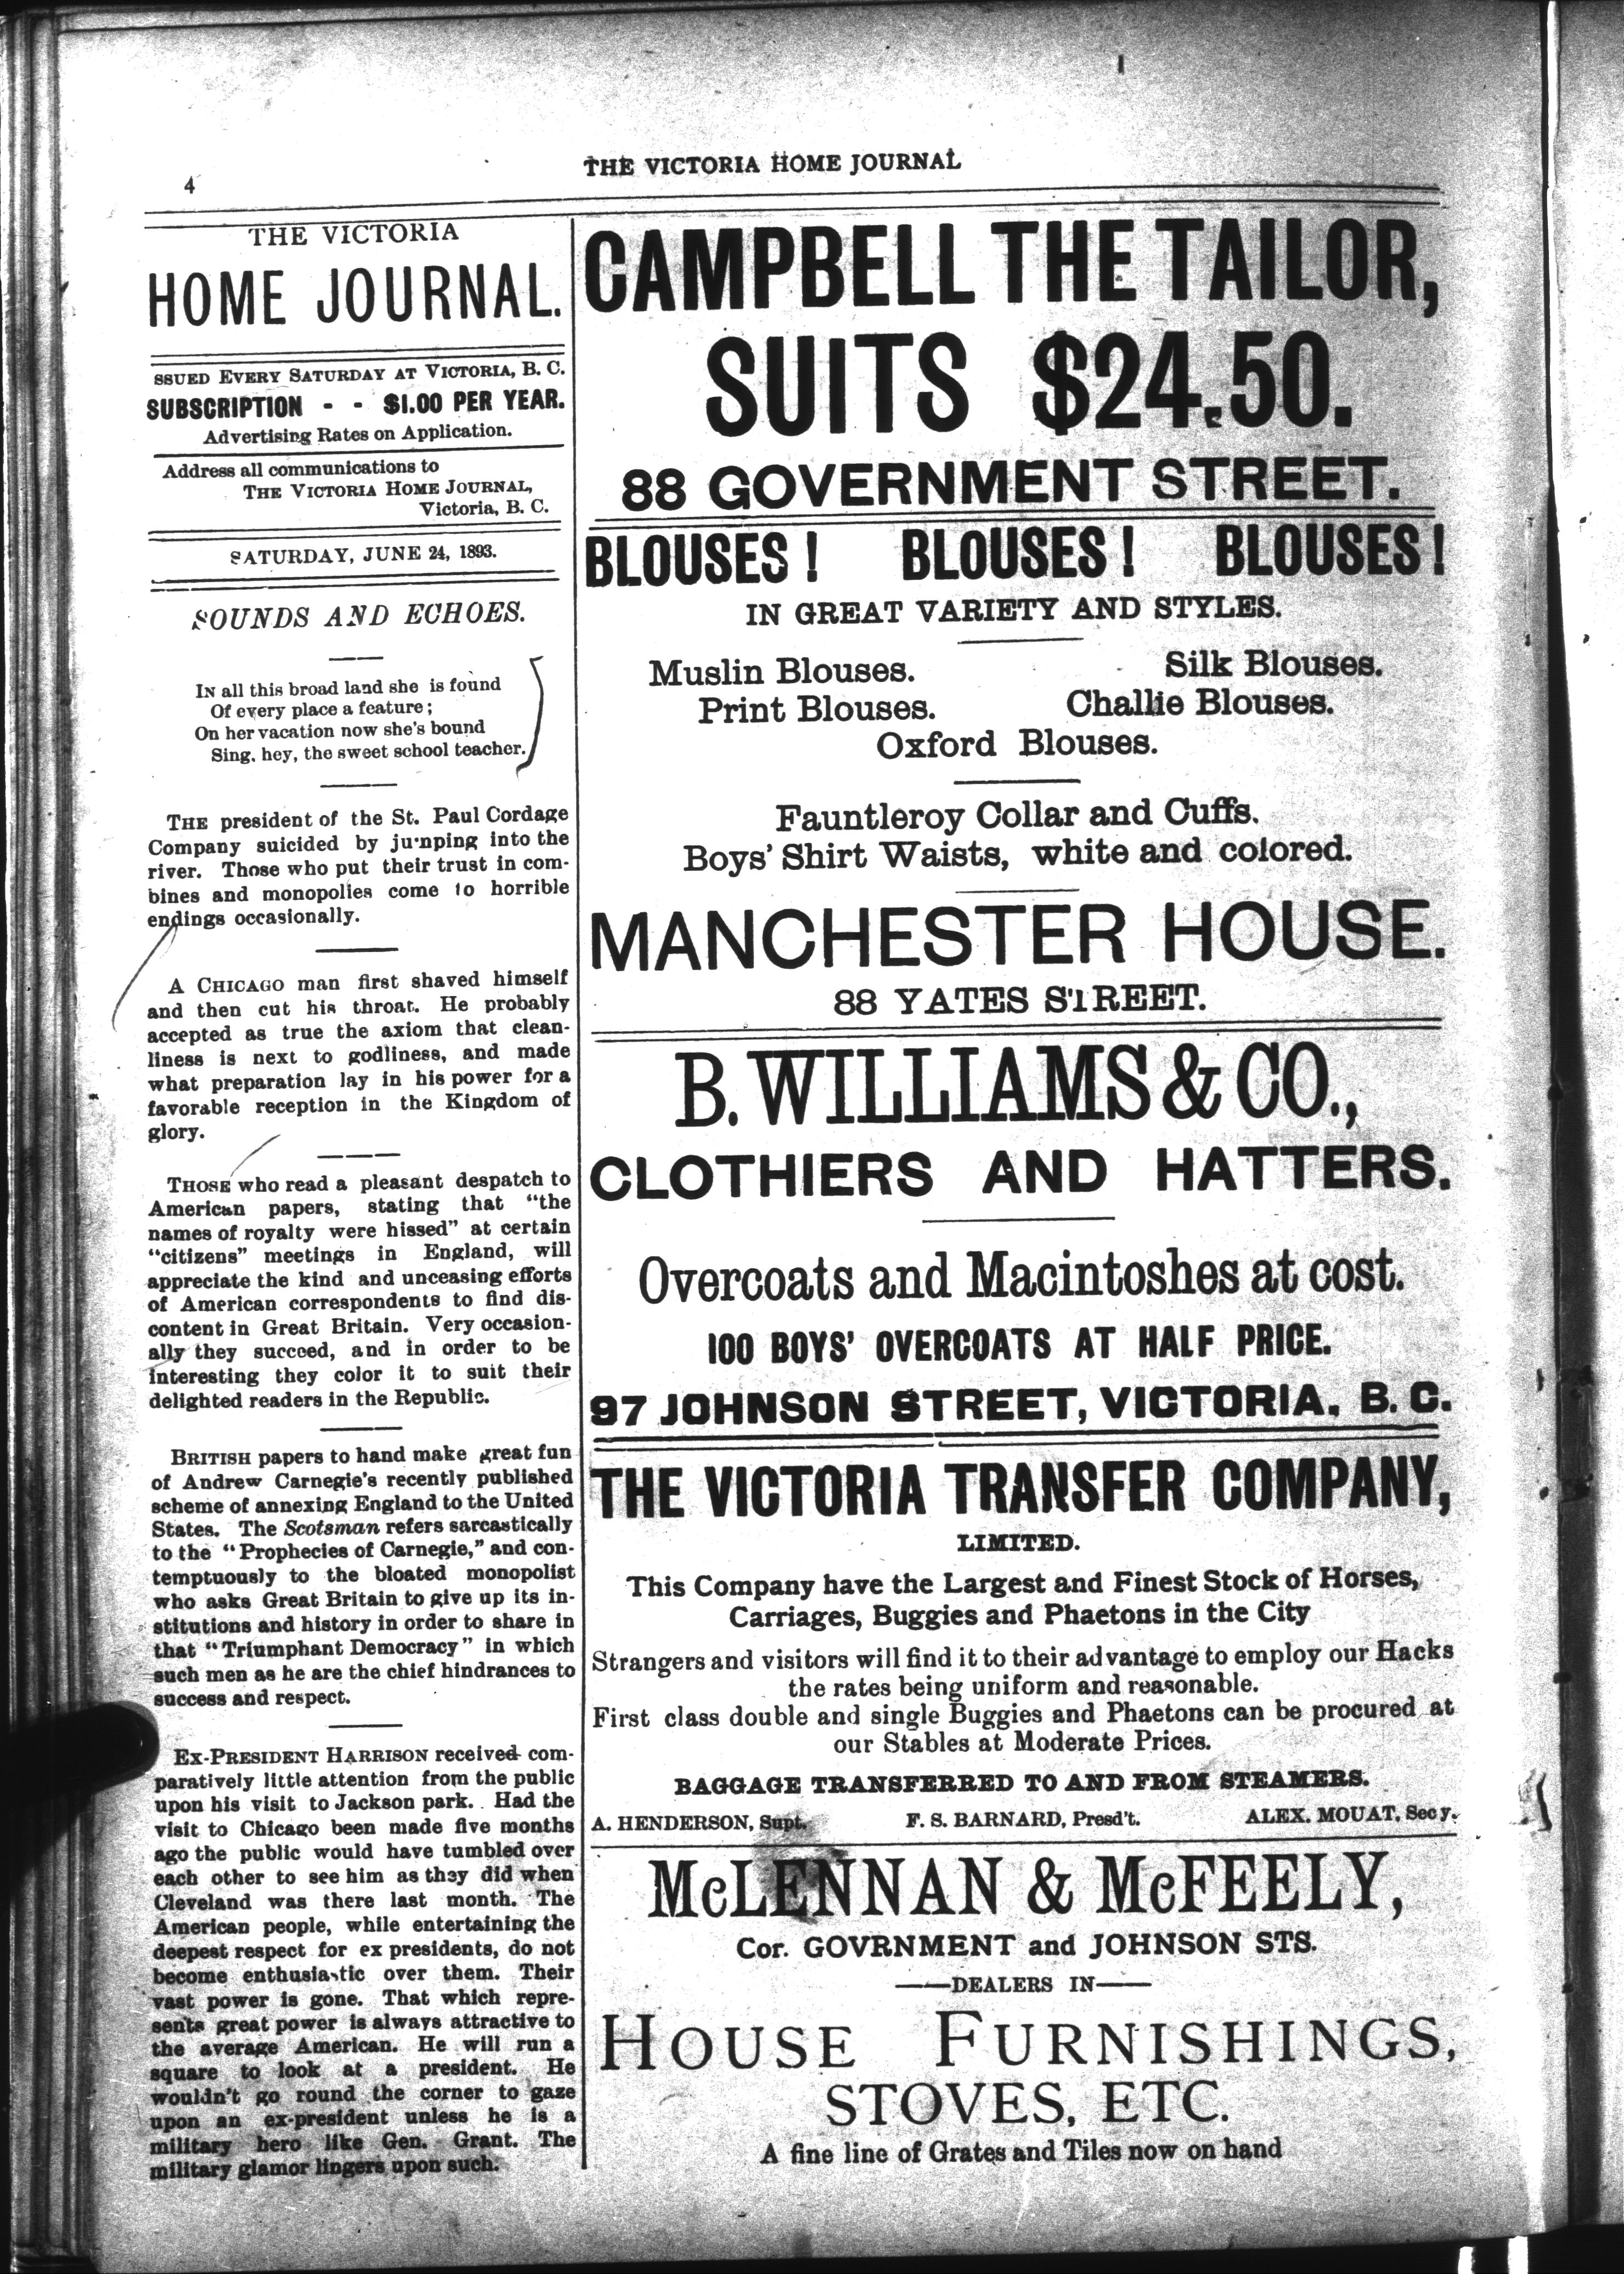 4
THE VICTORIA HOME JOURNAL
THE VICTORIA
HOME JOURNAL.
SSUED EVERY SATURDAY AT VICTORIA, B. C.
SUBSCRIPTION - - $1.00 PER YEAR.
Advertising Rates on Application.
Address all communications to
THE VICTORIA HOME JOURNAL,
Victoria, B. C.
SATURDAY, JUNE 24, 1893.
SOUNDS AND ECHOES.
IN all this broad land she is found
Of every place a feature;
On her vacation now she's bound
Sing, hey, the sweet school teacher.
THE president of the St. Paul Cordage
Company suicided by jumping into the
river. Those who put their trust in com-
bines and monopolies come to horrible
endings occasionally.
A CHICAGO man first shaved himself
and then cut his throat. He probably
accepted as true the axiom that clean-
liness is next to godliness, and made
what preparation lay in his power for a
favorable reception in the Kingdom of
glory.
THOSE who read a pleasant despatch to
American papers, stating that "the
names of royalty were hissed" at certain
"citizens" meetings in England, will
appreciate the kind and unceasing efforts
of American correspondents to find dis-
content in Great Britain. Very occasion-
ally they succeed, and in order to be
interesting they color it to suit their
delighted readers in the Republic.
BRITISH papers to hand make great fun
of Andrew Carnegie's recently published
scheme of annexing England to the United
States. The Scotsman refers sarcastically
to the "Prophecies of Carnegie," and con-
temptuously to the bloated monopolist
who asks Great Britain to give up its in-
stitutions and history in order to share in
that "Triumphant Democracy" in which
such men as he are the chief hindrances to
success and respect.
EX-PRESIDENT HARRISON received com-
paratively little attention from the public
upon his visit to Jackson park. Had the
visit to Chicago been made five months
ago the public would have tumbled over
each other to see him as they did when
Cleveland was there last month. The
American people, while entertaining the
deepest respect for ex presidents, do not
become enthusiastic over them. Their
vast power is gone. That which repre-
sents great power is always attractive to
the average American. He will run a
square to look at a president. He
wouldn't go round the corner to gaze
upon an ex-president unless he is a
military hero like Gen. Grant. The
military glamor lingers upon such.
CAMPBELL THE TAILOR,
SUITS $24.50.
88 GOVERNMENT STREET.
BLOUSES! BLOUSES! BLOUSES!
IN GREAT VARIETY AND STYLES.
Muslin Blouses. Silk Blouses.
Print Blouses. Challie Blouses.
Oxford Blouses.
Fauntleroy Collar and Cuffs.
Boys' Shirt Waists, white and colored.
MANCHESTER HOUSE.
88 YATES STREET.
B. WILLIAMS & CO.,
CLOTHIERS AND HATTERS.
Overcoats and Macintoshes at cost.
100 BOYS' OVERCOATS AT HALF PRICE.
97 JOHNSON STREET, VICTORIA, B. C.
THE VICTORIA TRANSFER COMPANY,
LIMITED.
This Company have the Largest and Finest Stock of Horses,
Carriages, Buggies and Phaetons in the City
Strangers and visitors will find it to their advantage to employ our Hacks
the rates being uniform and reasonable.
First class double and single Buggies and Phaetons can be procured at
our Stables at Moderate Prices.
BAGGAGE TRANSFERRED TO AND FROM STEAMERS.
A. HENDERSON, Supt. F. S. BARNARD, Presd't. ALEX. MOUAT, Secy.
McLENNAN & McFEELY,
Cor. GOVRNMENT and JOHNSON STS.
——DEALERS IN——
HOUSE FURNISHINGS,
STOVES, ETC.
A fine line of Grates and Tiles now on hand